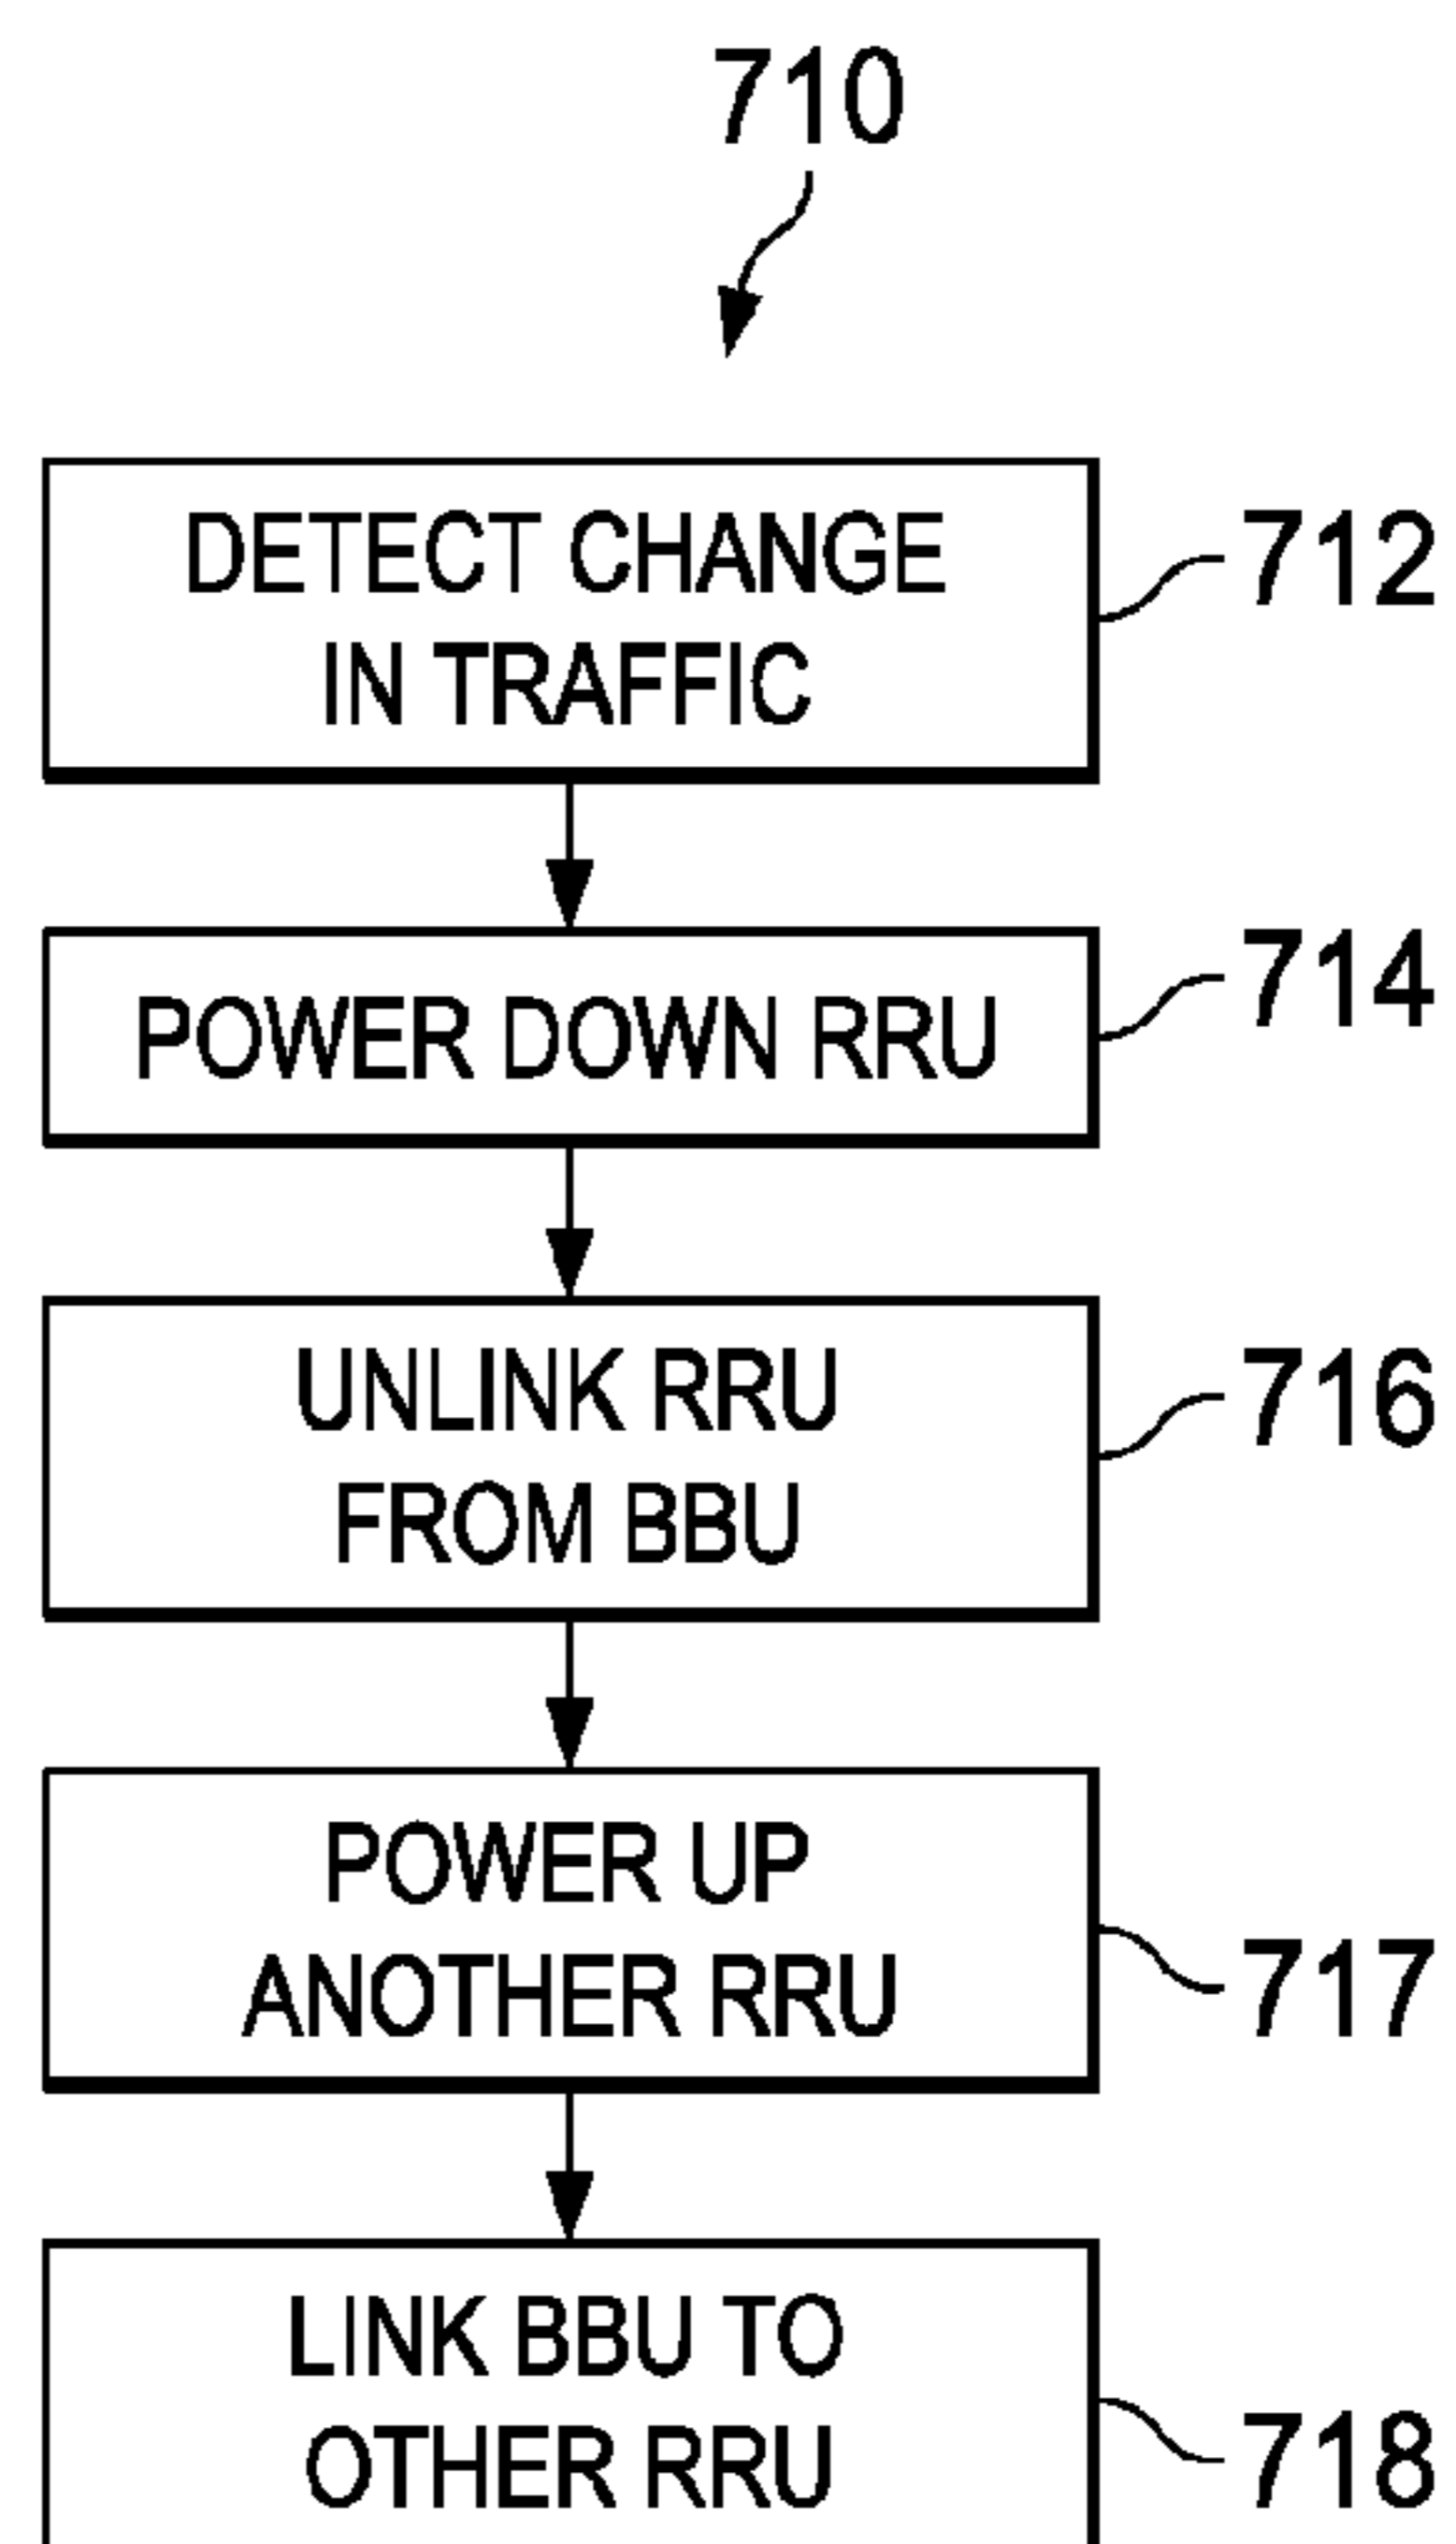 710
DETECT CHANGE
IN TRAFFIC
712
POWER DOWN RRU
714
UNLINK RRU
FROM BBU
716
POWER UP
ANOTHER RRU
717
LINK BBU TO
OTHER RRU
718